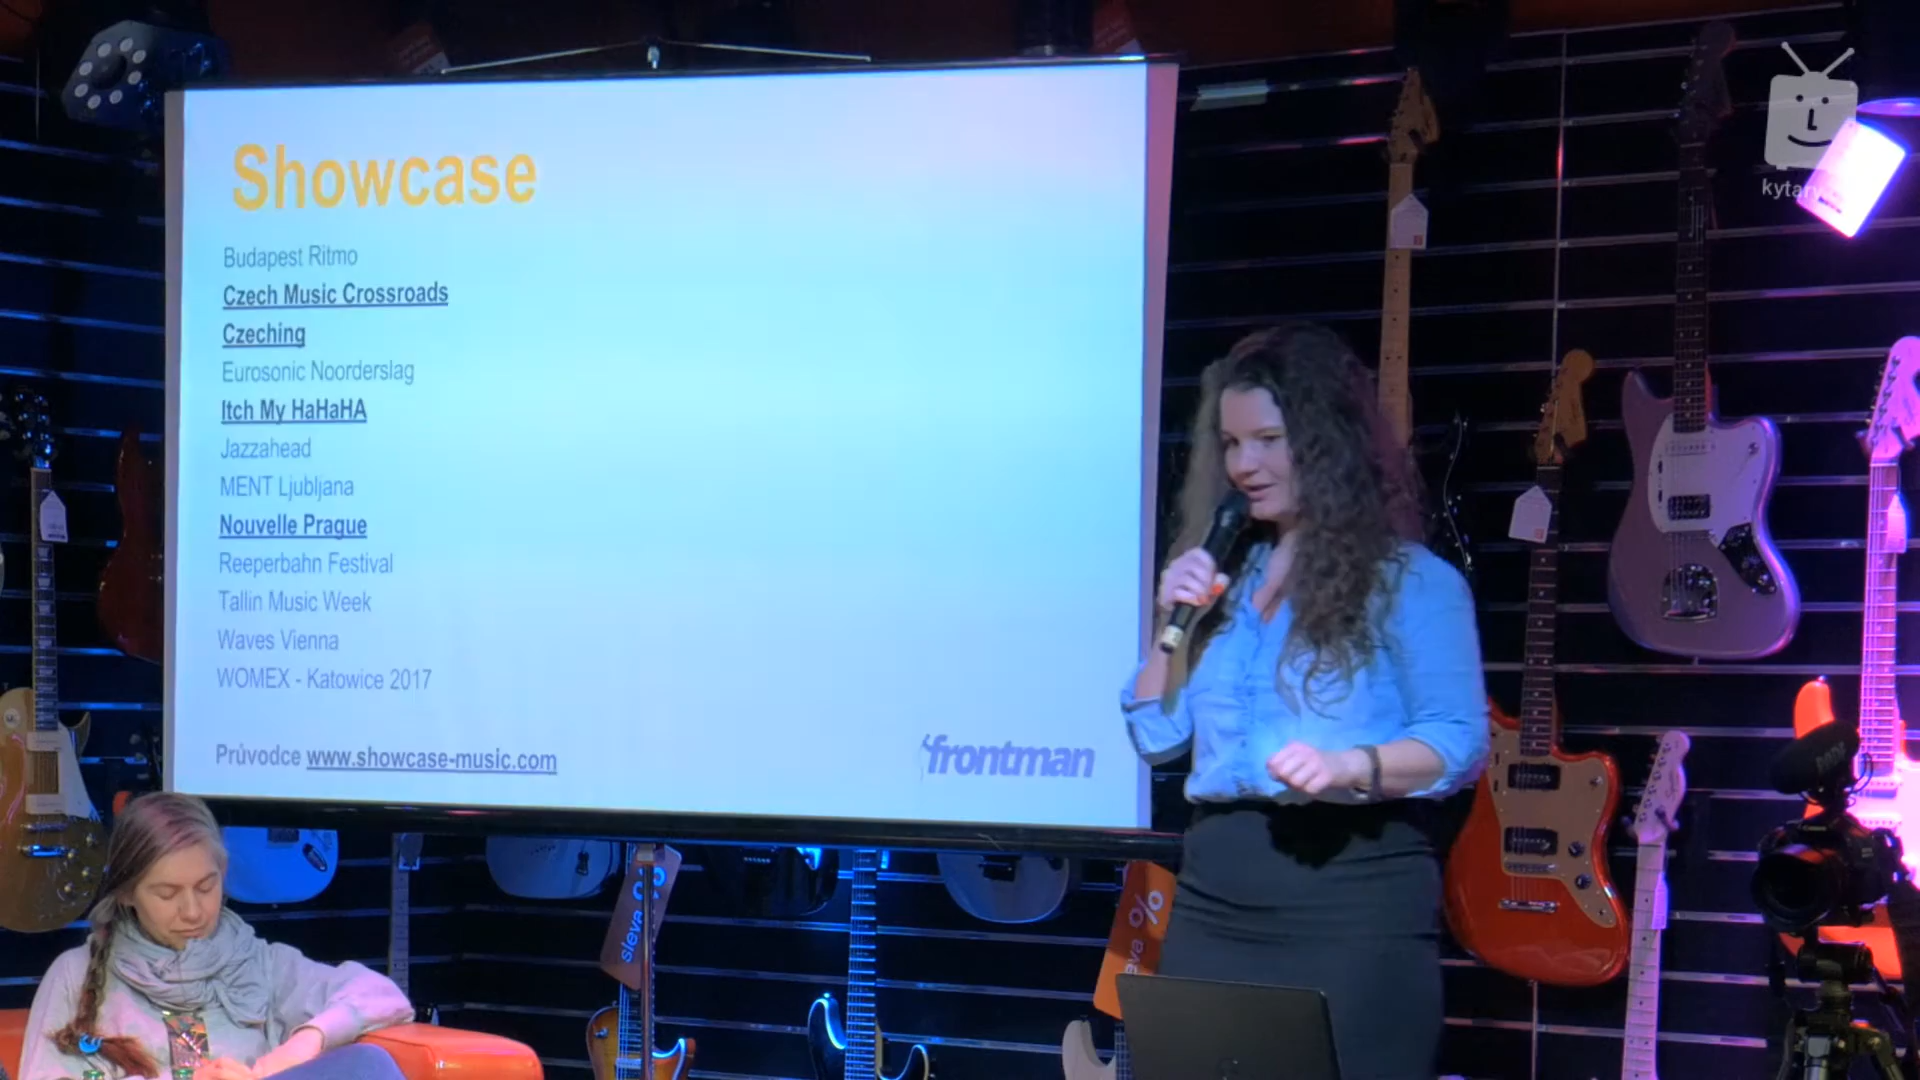 Showcase
Budapest Ritmo
Czech Music Crossroads
Czeching
Eurosonic Noorderslag
Itch My HaHaHA
Jazzahead
MENT Ljubljana
Nouvelle Prague
Reeperbahn Festival
Tallin Music Week
Waves Vienna
WOMEX - Katowice 2017
Průvodce www.showcase-music.com
frontman
sleva %
%
RODE